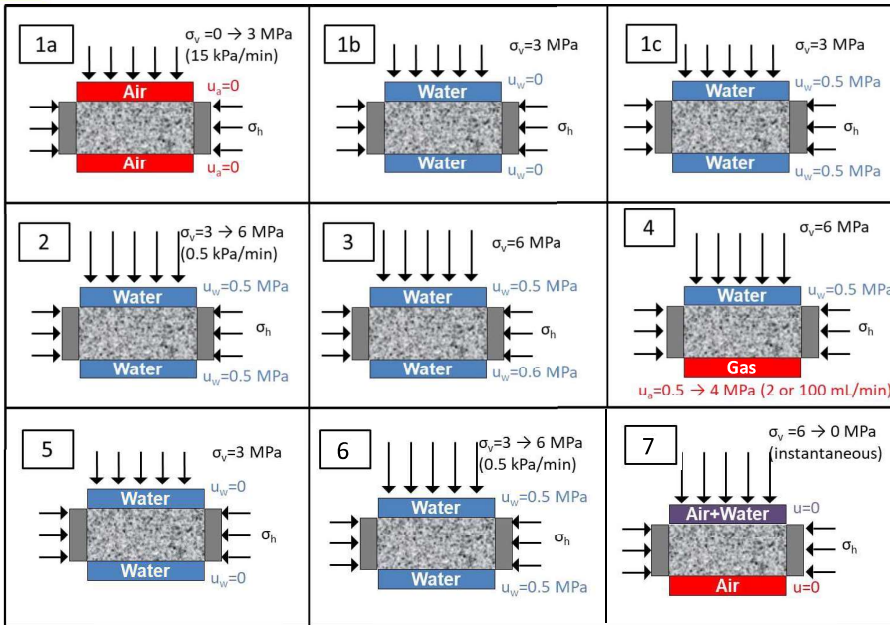 1a
σv =0 → 3 MPa
(15 kPa/min)
Air
ua=0
σh
Air
ua=0
1b
σv=3 MPa
Water
uw=0
σh
Water
uw=0
1c
σv=3 MPa
Water
uw=0.5 MPa
σh
Water
uw=0.5 MPa
2
σv=3 → 6 MPa
(0.5 kPa/min)
Water
uw=0.5 MPa
σh
Water
uw=0.5 MPa
3
σv=6 MPa
Water
uw=0.5 MPa
σh
Water
uw=0.6 MPa
4
σv=6 MPa
Water
uw=0.5 MPa
σh
Gas
ua=0.5 → 4 MPa (2 or 100 mL/min)
5
σv=3 MPa
Water
uw=0
σh
Water
uw=0
6
σv=3 → 6 MPa
(0.5 kPa/min)
Water
uw=0.5 MPa
σh
Water
uw=0.5 MPa
7
σv=6 → 0 MPa
(instantaneous)
Air+Water
u=0
σh
Air
u=0